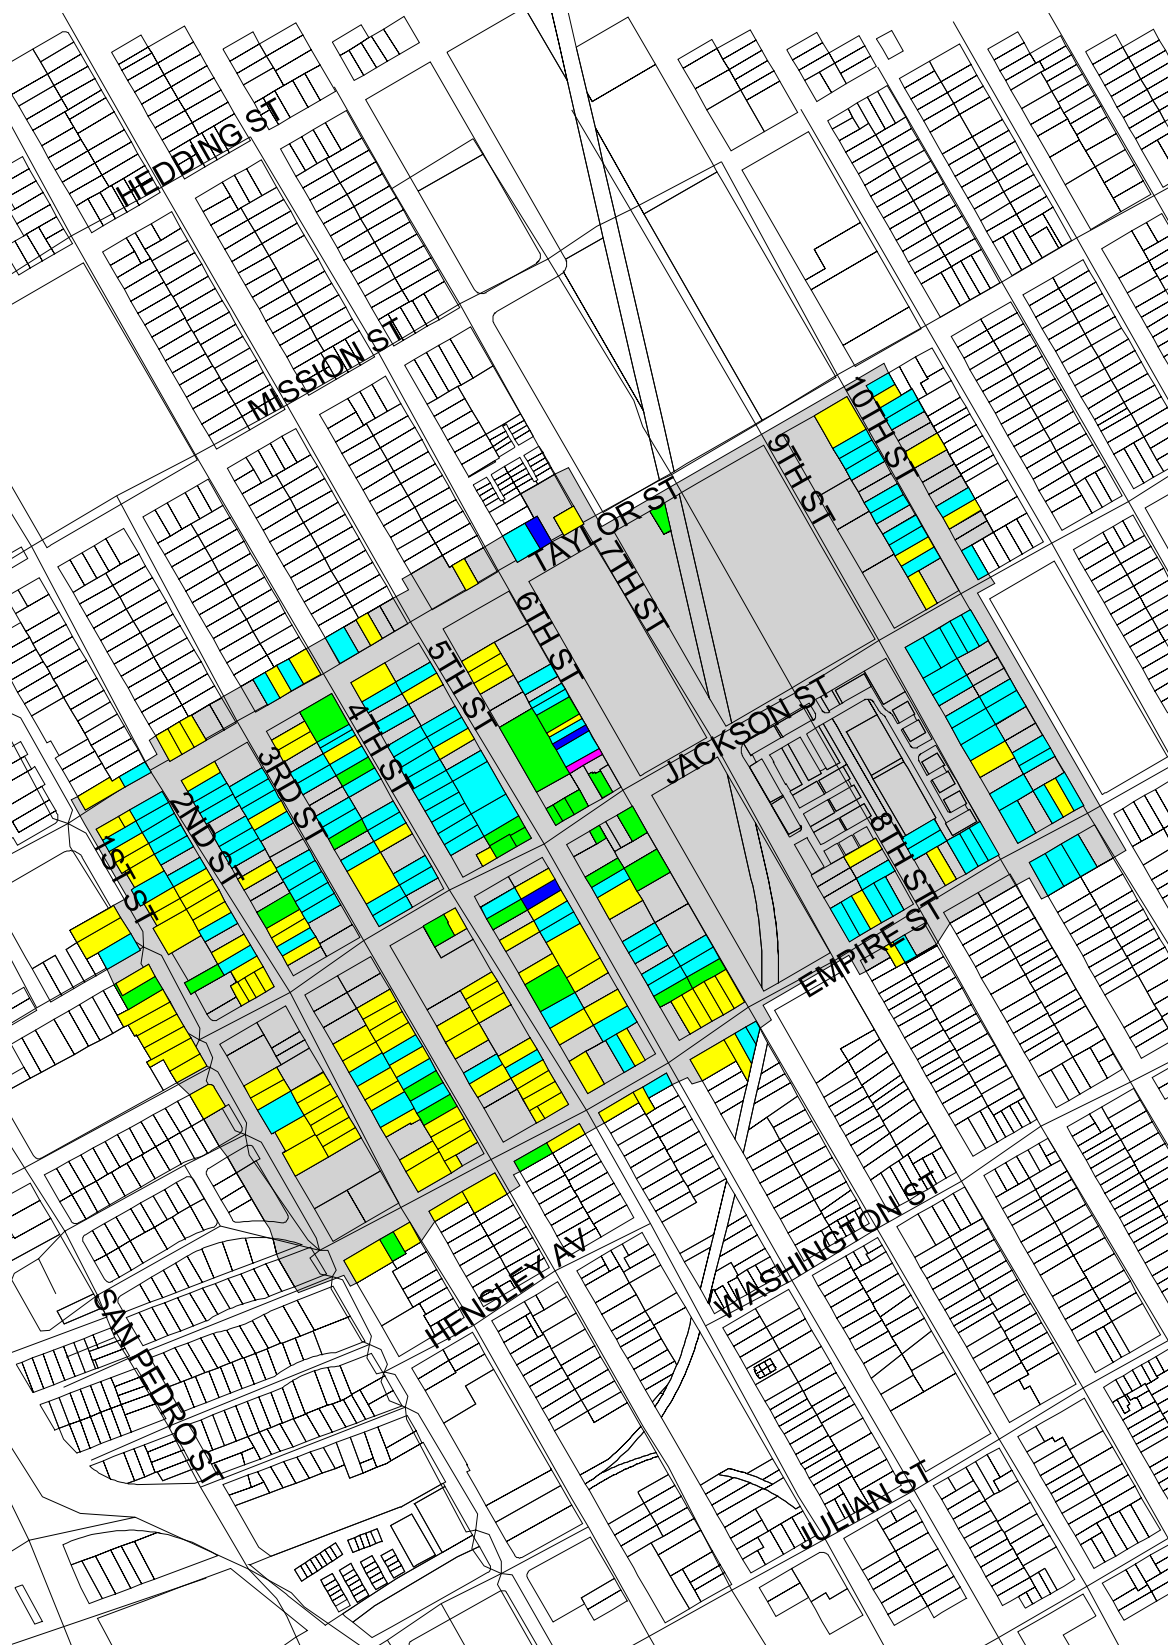 HEDDING ST
MISSION ST
10TH ST
9TH ST
TAYLOR ST
7TH ST
6TH ST
5TH ST
4TH ST
3RD ST
2ND ST
1ST ST
JACKSON ST
8TH ST
EMPIRE ST
WASHINGTON ST
HENSLEY AV
SAN PEDRO ST
JULIAN ST